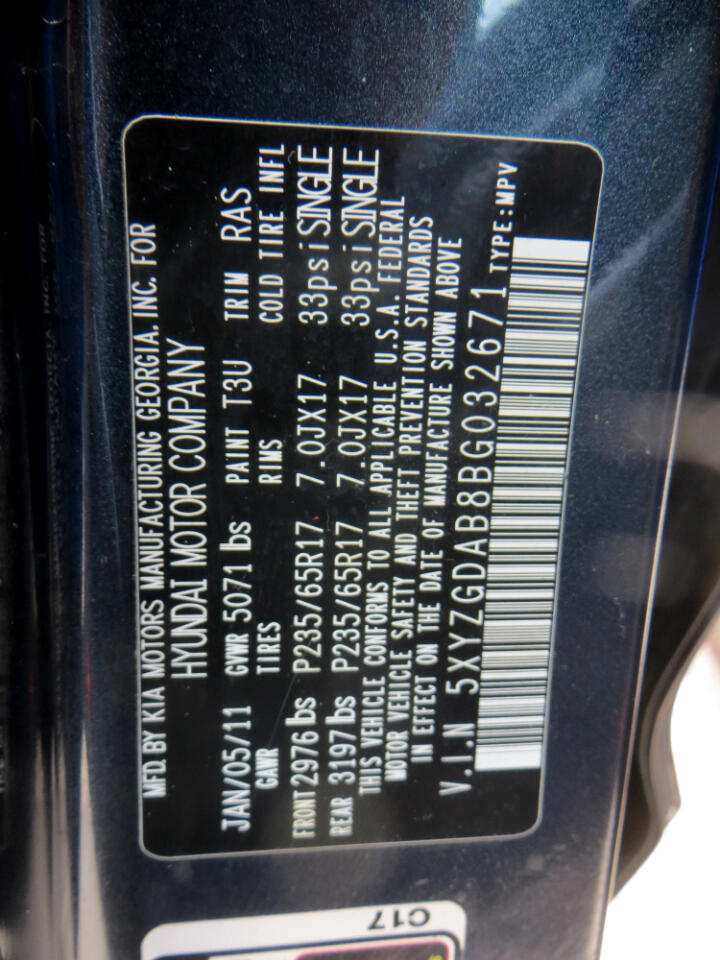 MFD. BY KIA MOTORS MANUFACTURING GEORGIA. INC. FOR
HYUNDAI MOTOR COMPANY
JAN/05/11 GVWR 5071 lbs PAINT T3U TRIM RAS
GAWR TIRES RIMS COLD TIRE INFL
FRONT 2976 lbs P235/65R17 7.0JX17 33psi SINGLE
REAR 3197 lbs P235/65R17 7.0JX17 33psi SINGLE
THIS VEHICLE CONFORMS TO ALL APPLICABLE U.S.A. FEDERAL
MOTOR VEHICLE SAFETY AND THEFT PREVENTION STANDARDS
IN EFFECT ON THE DATE OF MANUFACTURE SHOWN ABOVE
V.I.N 5XYZGDAB8BG032671 TYPE:MPV
C17